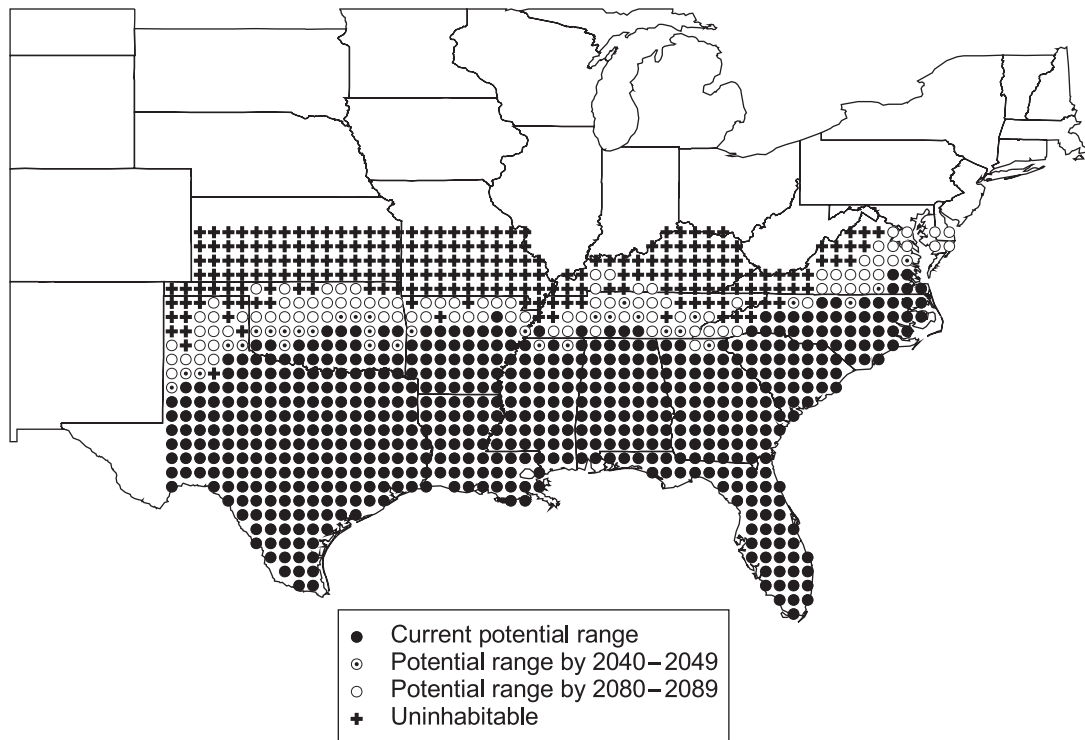 Current potential range
Potential range by 2040–2049
Potential range by 2080–2089
Uninhabitable